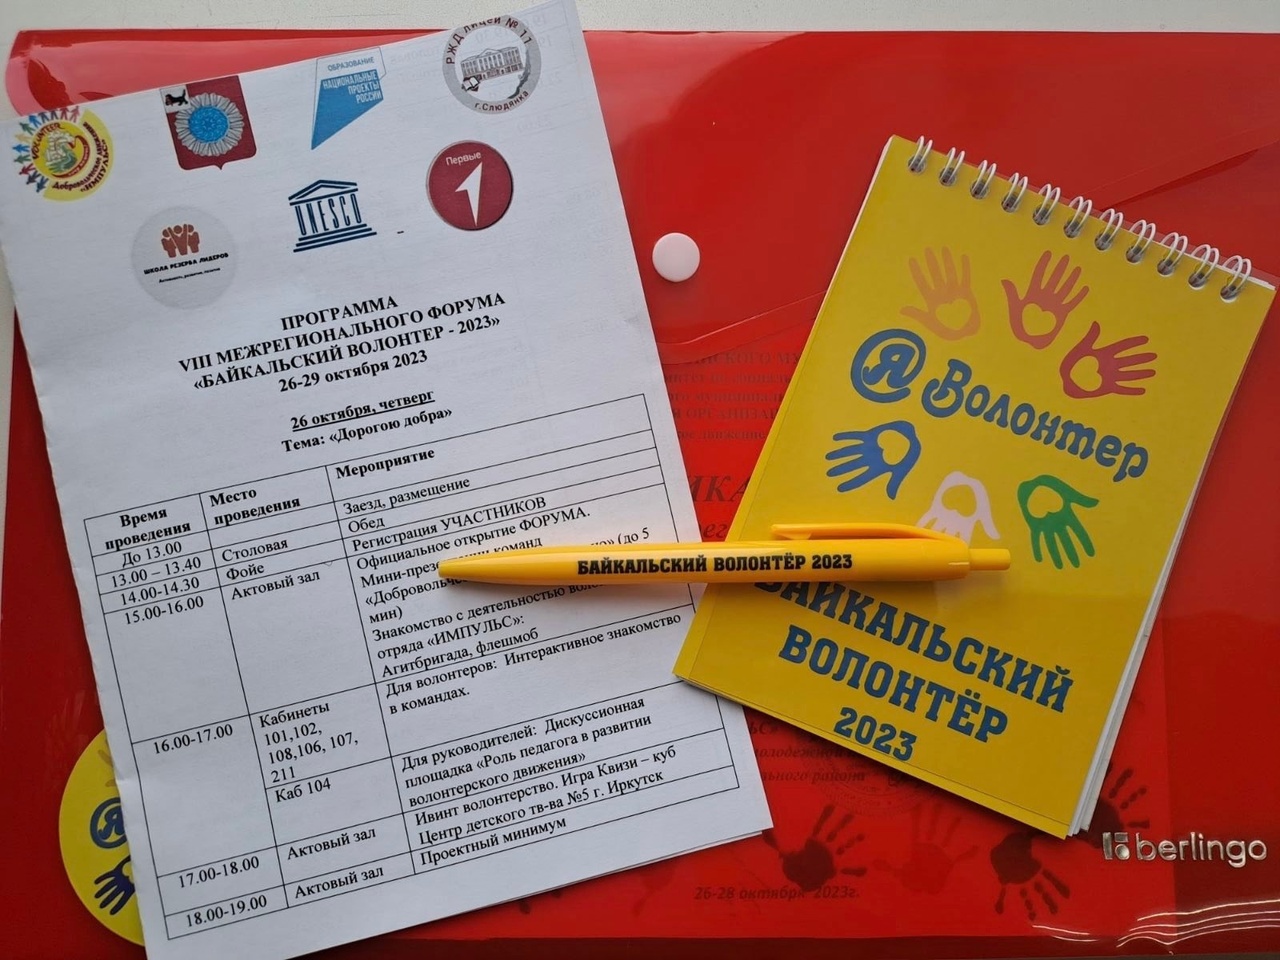 ОБРАЗОВАНИЕ
НАЦИОНАЛЬНЫЕ
ПРОЕКТЫ
РОССИИ
РЖД лицей № 11
г.Слюдянка
VOLUNTEER
«ИМПУЛЬС»
UNESCO
Первые
ШКОЛА РЕЗЕРВА ЛИДЕРОВ
ПРОГРАММА
VIII МЕЖРЕГИОНАЛЬНОГО ФОРУМА
«БАЙКАЛЬСКИЙ ВОЛОНТЕР - 2023»
26-29 октября 2023
26 октября, четверг
Тема: «Дорогою добра»
Время проведения Место проведения Мероприятие
До 13.00 Заезд, размещение
13.00 – 13.40 Столовая Обед
14.00-14.30 Фойе Регистрация УЧАСТНИКОВ
15.00-16.00 Актовый зал Официальное открытие ФОРУМА.
(до 5
мин)
Знакомство с деятельностью
отряда «ИМПУЛЬС»:
Агитбригада, флешмоб
16.00-17.00 Кабинеты Для волонтеров: Интерактивное знакомство
101,102, в командах.
108,106, 107,
211
Каб 104 Для руководителей: Дискуссионная
площадка «Роль педагога в развитии
волонтерского движения»
17.00-18.00 Актовый зал Ивинт волонтерство. Игра Квизи – куб
Центр детского тв-ва №5 г. Иркутск
18.00-19.00 Актовый зал Проектный минимум
БАЙКАЛЬСКИЙ ВОЛОНТЁР 2023
Я Волонтер
БАЙКАЛЬСКИЙ
ВОЛОНТЁР
2023
berlingo
26-28 октября 2023г.
Я